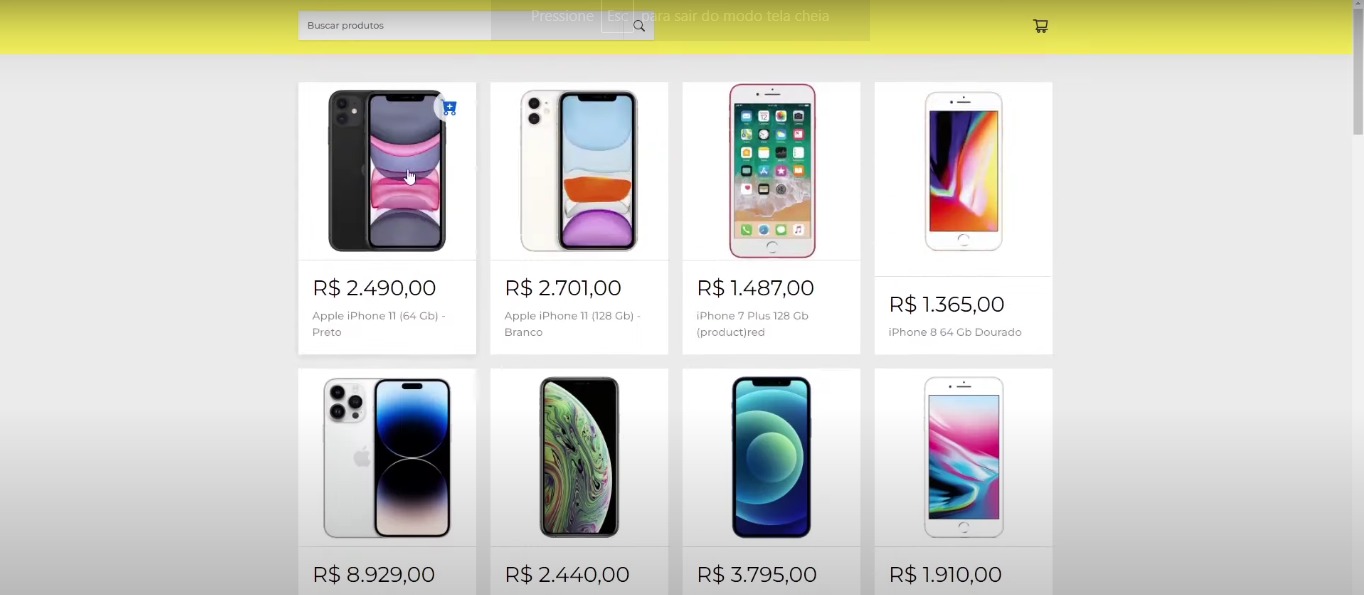 Pressione Esc para sair do modo tela cheia
Buscar produtos
R$ 2.490,00
Apple iPhone 11 (64 Gb) -
Preto
R$ 2.701,00
Apple iPhone 11 (128 Gb) -
Branco
R$ 1.487,00
iPhone 7 Plus 128 Gb
(product)red
R$ 1.365,00
iPhone 8 64 Gb Dourado
R$ 8.929,00
R$ 2.440,00
R$ 3.795,00
R$ 1.910,00